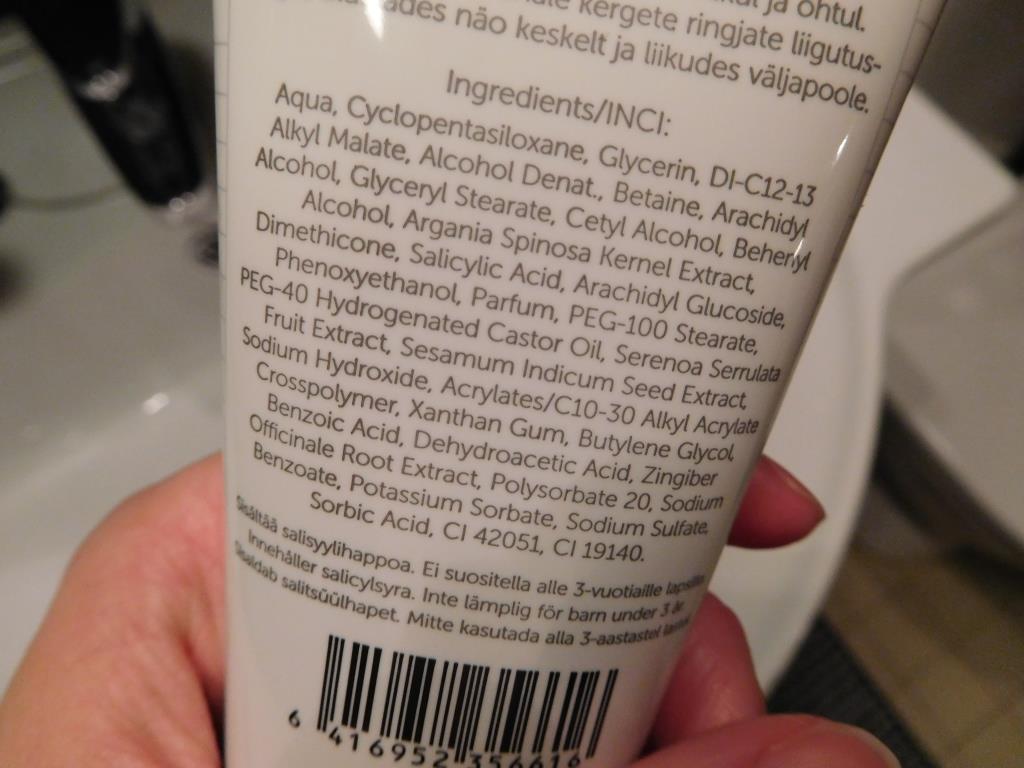 ja õhtul.
kergete ringjate liigutus-
näo keskelt ja liikudes väljapoole.
Ingredients/INCI:
Aqua, Cyclopentasiloxane, Glycerin, DI-C12-13
Alkyl Malate, Alcohol Denat., Betaine, Arachidyl
Alcohol, Glyceryl Stearate, Cetyl Alcohol, Behenyl
Alcohol, Argania Spinosa Kernel Extract,
Dimethicone, Salicylic Acid, Arachidyl Glucoside,
Phenoxyethanol, Parfum, PEG-100 Stearate,
PEG-40 Hydrogenated Castor Oil, Serenoa Serrulata
Fruit Extract, Sesamum Indicum Seed Extract,
Sodium Hydroxide, Acrylates/C10-30 Alkyl Acrylate
Crosspolymer, Xanthan Gum, Butylene Glycol,
Benzoic Acid, Dehydroacetic Acid, Zingiber
Officinale Root Extract, Polysorbate 20, Sodium
Benzoate, Potassium Sorbate, Sodium Sulfate,
Sorbic Acid, CI 42051, CI 19140.
Sisältää salisyylihappoa. Ei suositella alle 3-vuotiaille lapsille.
Innehåller salicylsyra. Inte lämplig för barn under 3 år.
Sisaldab salitsüülhapet. Mitte kasutada alla 3-aastastel
6 416952 356616